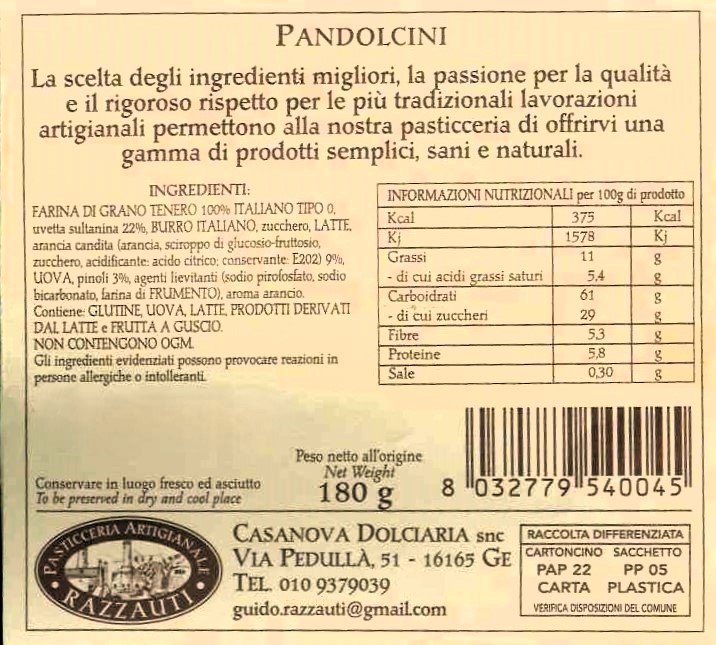 PANDOLCINI
La scelta degli ingredienti migliori, la passione per la qualità
e il rigoroso rispetto per le più tradizionali lavorazioni
artigianali permettono alla nostra pasticceria di offrirvi una
gamma di prodotti semplici, sani e naturali.
INGREDIENTI:
FARINA DI GRANO TENERO 100% ITALIANO TIPO 0,
uvetta sultanina 22%, BURRO ITALIANO, zucchero, LATTE,
arancia candita (arancia, sciroppo di glucosio-fruttosio,
zucchero, acidificante: acido citrico; conservante: E202) 9%,
UOVA, pinoli 3%, agenti lievitanti (sodio pirofosfato, sodio
bicarbonato, farina di FRUMENTO), aroma arancio.
Contiene: GLUTINE, UOVA, LATTE, PRODOTTI DERIVATI
DAL LATTE e FRUTTA A GUSCIO.
NON CONTENGONO OGM.
Gli ingredienti evidenziati possono provocare reazioni in
persone allergiche o intolleranti.
INFORMAZIONI NUTRIZIONALI per 100g di prodotto
Kcal 375 Kcal
Kj 1578 Kj
Grassi 11 g
- di cui acidi grassi saturi 5,4 g
Carboidrati 61 g
- di cui zuccheri 29 g
Fibre 5,3 g
Proteine 5,8 g
Sale 0,30 g
Conservare in luogo fresco ed asciutto
To be preserved in dry and cool place
Peso netto all'origine
Net Weight
180 g
8 032779 540045
PASTICCERIA ARTIGIANALE
RAZZAUTI
CASANOVA DOLCIARIA snc
VIA PEDULLÀ, 51 - 16165 GE
TEL. 010 9379039
guido.razzauti@gmail.com
RACCOLTA DIFFERENZIATA
CARTONCINO SACCHETTO
PAP 22 PP 05
CARTA PLASTICA
VERIFICA DISPOSIZIONI DEL COMUNE